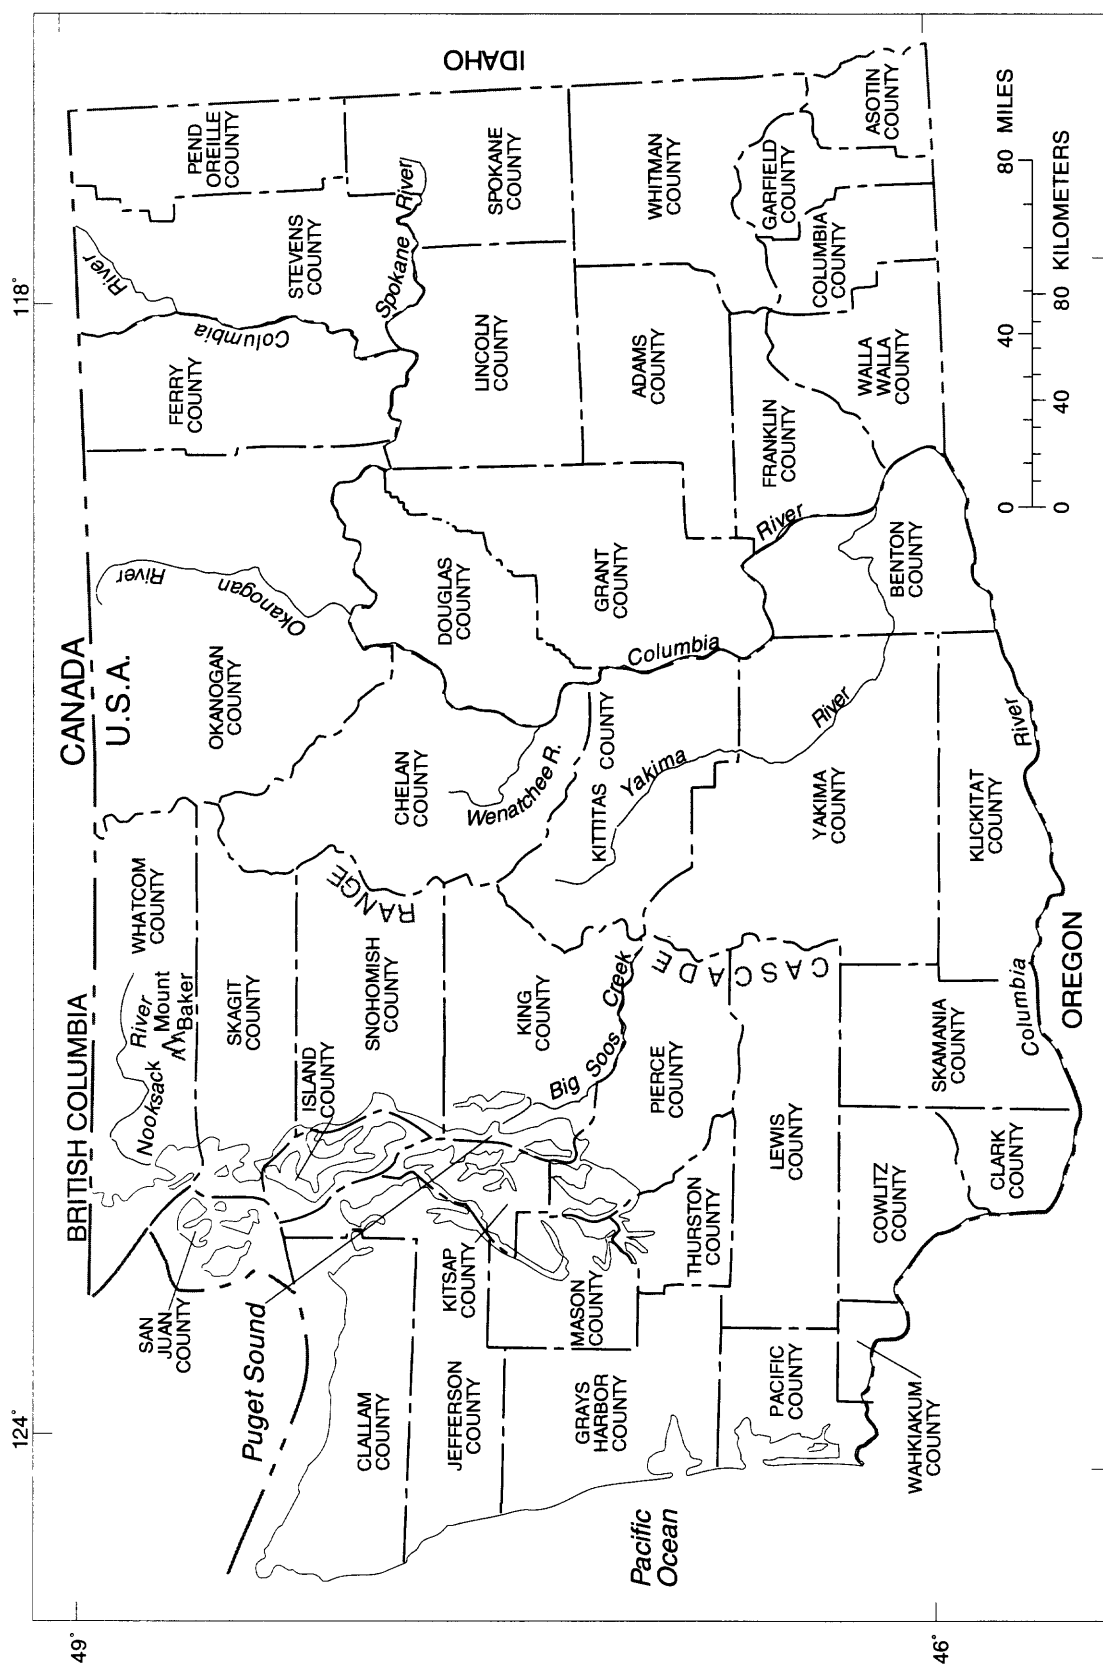 124°
118°
49°
46°
BRITISH COLUMBIA
CANADA
U.S.A.
IDAHO
OREGON
Pacific
Ocean
Puget Sound
SAN
JUAN
COUNTY
WHATCOM
COUNTY
Nooksack River
Mount
Baker
SKAGIT
COUNTY
ISLAND
COUNTY
SNOHOMISH
COUNTY
CASCADE RANGE
OKANOGAN
COUNTY
Okanogan River
FERRY
COUNTY
Columbia River
STEVENS
COUNTY
PEND
OREILLE
COUNTY
CLALLAM
COUNTY
JEFFERSON
COUNTY
KITSAP
COUNTY
KING
COUNTY
Big Soos Creek
CHELAN
COUNTY
Wenatchee R.
DOUGLAS
COUNTY
LINCOLN
COUNTY
Spokane River
SPOKANE
COUNTY
GRAYS
HARBOR
COUNTY
MASON
COUNTY
THURSTON
COUNTY
PIERCE
COUNTY
KITTITAS COUNTY
Yakima River
Columbia River
GRANT
COUNTY
ADAMS
COUNTY
WHITMAN
COUNTY
PACIFIC
COUNTY
LEWIS
COUNTY
YAKIMA
COUNTY
BENTON
COUNTY
FRANKLIN
COUNTY
WALLA
WALLA
COUNTY
COLUMBIA
COUNTY
GARFIELD
COUNTY
ASOTIN
COUNTY
WAHKIAKUM
COUNTY
COWLITZ
COUNTY
CLARK
COUNTY
SKAMANIA
COUNTY
KLICKITAT
COUNTY
Columbia River
0 40 80 MILES
0 40 80 KILOMETERS